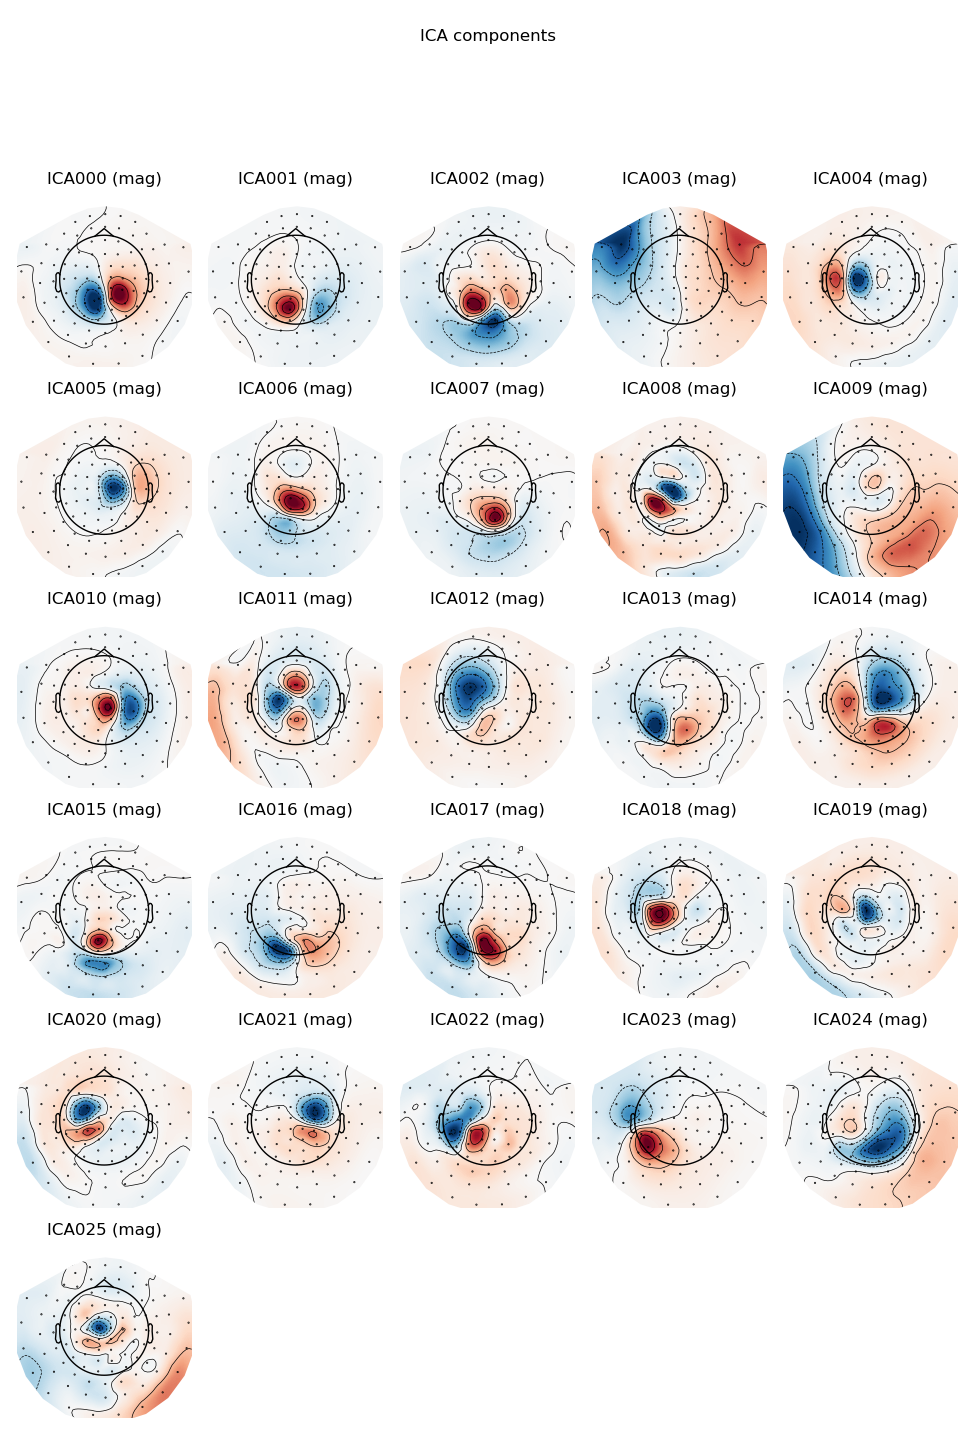 ICA components
ICA000 (mag) ICA001 (mag) ICA002 (mag) ICA003 (mag) ICA004 (mag)
ICA005 (mag) ICA006 (mag) ICA007 (mag) ICA008 (mag) ICA009 (mag)
ICA010 (mag) ICA011 (mag) ICA012 (mag) ICA013 (mag) ICA014 (mag)
ICA015 (mag) ICA016 (mag) ICA017 (mag) ICA018 (mag) ICA019 (mag)
ICA020 (mag) ICA021 (mag) ICA022 (mag) ICA023 (mag) ICA024 (mag)
ICA025 (mag)